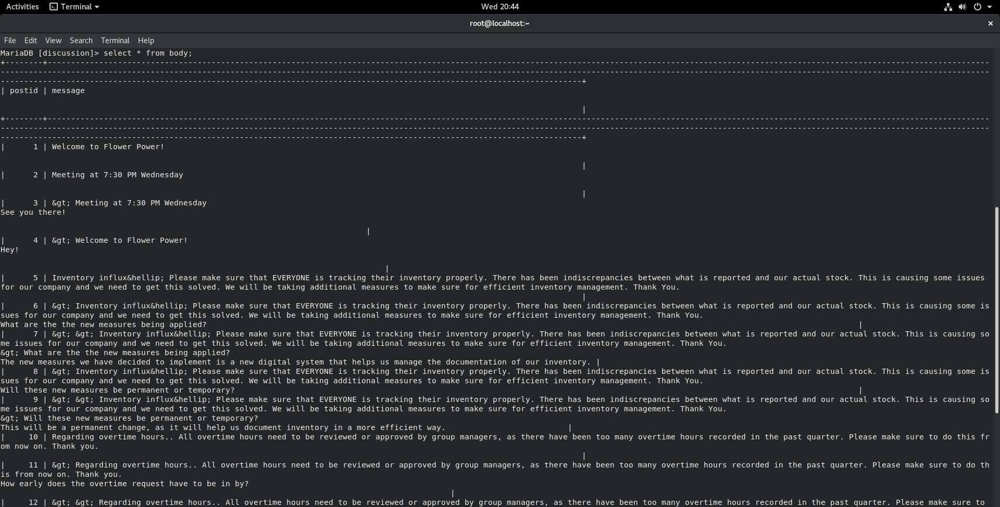 Activities Terminal Wed 20:44
root@localhost:~ ×
File Edit View Search Terminal Help
MariaDB [discussion]> select * from body;
| postid | message
|
| 1 | Welcome to Flower Power!
|
| 2 | Meeting at 7:30 PM Wednesday
|
| 3 | &gt; Meeting at 7:30 PM Wednesday
See you there!
|
| 4 | &gt; Welcome to Flower Power!
Hey!
|
| 5 | Inventory influx&hellip; Please make sure that EVERYONE is tracking their inventory properly. There has been indiscrepancies between what is reported and our actual stock. This is causing some issues
for our company and we need to get this solved. We will be taking additional measures to make sure for efficient inventory management. Thank You.
|
| 6 | &gt; Inventory influx&hellip; Please make sure that EVERYONE is tracking their inventory properly. There has been indiscrepancies between what is reported and our actual stock. This is causing some is
sues for our company and we need to get this solved. We will be taking additional measures to make sure for efficient inventory management. Thank You.
What are the the new measures being applied? |
| 7 | &gt; &gt; Inventory influx&hellip; Please make sure that EVERYONE is tracking their inventory properly. There has been indiscrepancies between what is reported and our actual stock. This is causing so
me issues for our company and we need to get this solved. We will be taking additional measures to make sure for efficient inventory management. Thank You.
&gt; What are the the new measures being applied?
The new measures we have decided to implement is a new digital system that helps us manage the documentation of our inventory. |
| 8 | &gt; Inventory influx&hellip; Please make sure that EVERYONE is tracking their inventory properly. There has been indiscrepancies between what is reported and our actual stock. This is causing some is
sues for our company and we need to get this solved. We will be taking additional measures to make sure for efficient inventory management. Thank You.
Will these new measures be permanent or temporary? |
| 9 | &gt; &gt; Inventory influx&hellip; Please make sure that EVERYONE is tracking their inventory properly. There has been indiscrepancies between what is reported and our actual stock. This is causing so
me issues for our company and we need to get this solved. We will be taking additional measures to make sure for efficient inventory management. Thank You.
&gt; Will these new measures be permanent or temporary?
This will be a permanent change, as it will help us document inventory in a more efficient way. |
| 10 | Regarding overtime hours.. All overtime hours need to be reviewed or approved by group managers, as there have been too many overtime hours recorded in the past quarter. Please make sure to do this fr
om now on. Thank you.
|
| 11 | &gt; Regarding overtime hours.. All overtime hours need to be reviewed or approved by group managers, as there have been too many overtime hours recorded in the past quarter. Please make sure to do th
is from now on. Thank you.
How early does the overtime request have to be in by?
|
| 12 | &gt; &gt; Regarding overtime hours.. All overtime hours need to be reviewed or approved by group managers, as there have been too many overtime hours recorded in the past quarter. Please make sure to